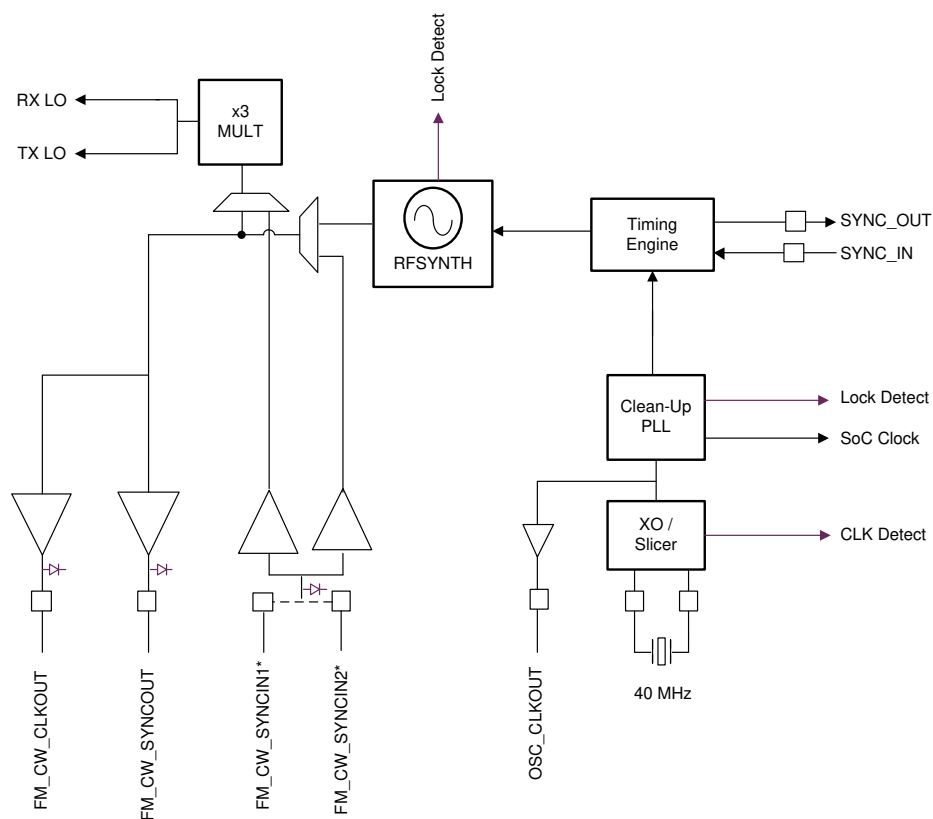 Lock Detect
RX LO
TX LO
x3
MULT
RFSYNTH
Timing
Engine
SYNC_OUT
SYNC_IN
Clean-Up
PLL
Lock Detect
SoC Clock
XO /
Slicer
CLK Detect
40 MHz
FM_CW_CLKOUT
FM_CW_SYNCOUT
FM_CW_SYNCIN1*
FM_CW_SYNCIN2*
OSC_CLKOUT